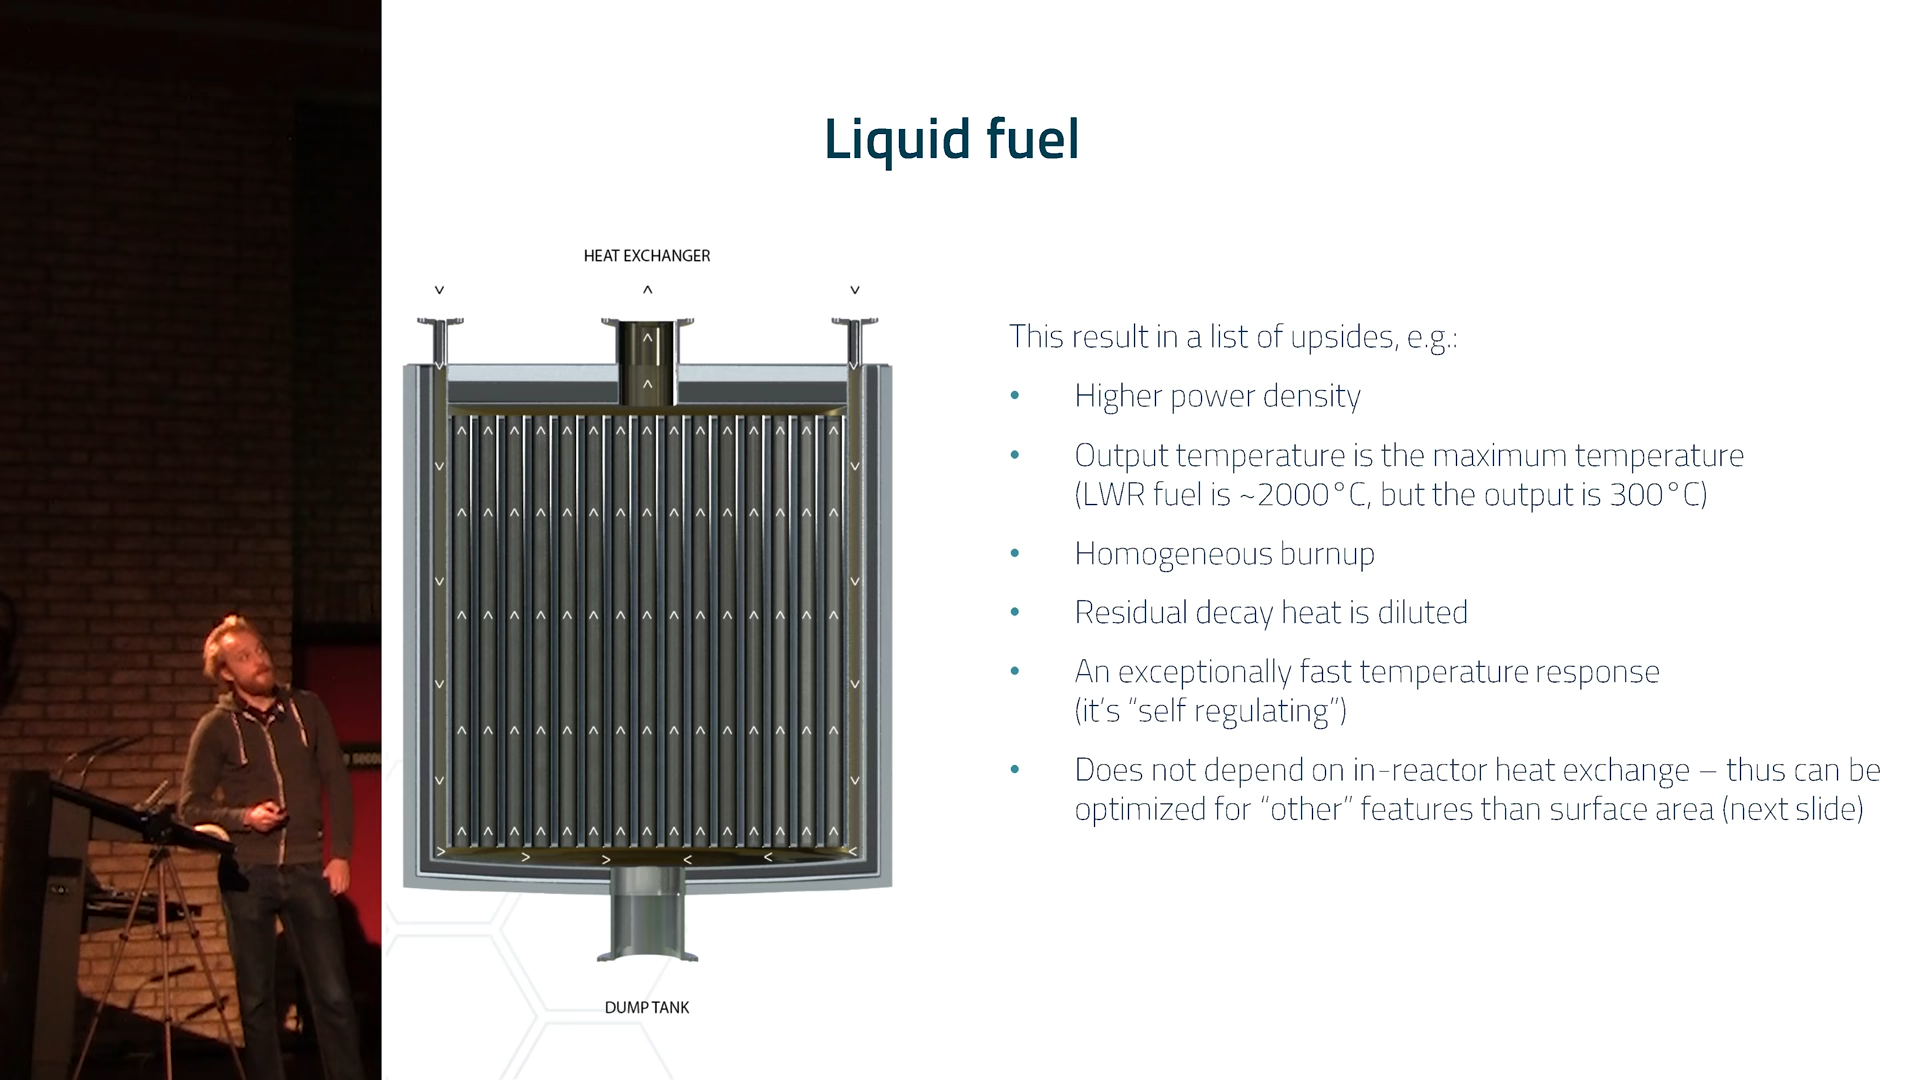 Liquid fuel
HEAT EXCHANGER
This result in a list of upsides, e.g.:
• Higher power density
• Output temperature is the maximum temperature
(LWR fuel is ~2000°C, but the output is 300°C)
• Homogeneous burnup
• Residual decay heat is diluted
• An exceptionally fast temperature response
(it's "self regulating")
• Does not depend on in-reactor heat exchange – thus can be
optimized for "other" features than surface area (next slide)
DUMP TANK